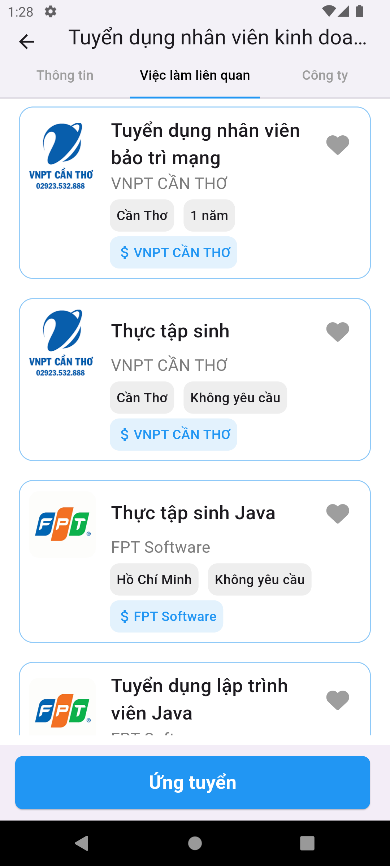 1:28
Tuyển dụng nhân viên kinh doa...
Thông tin
Việc làm liên quan
Công ty
VNPT CẦN THƠ
02923.532.888
Tuyển dụng nhân viên
bảo trì mạng
VNPT CẦN THƠ
Cần Thơ
1 năm
$ VNPT CẦN THƠ
VNPT CẦN THƠ
02923.532.888
Thực tập sinh
VNPT CẦN THƠ
Cần Thơ
Không yêu cầu
$ VNPT CẦN THƠ
FPT
Thực tập sinh Java
FPT Software
Hồ Chí Minh
Không yêu cầu
$ FPT Software
FPT
Tuyển dụng lập trình
viên Java
Ứng tuyển